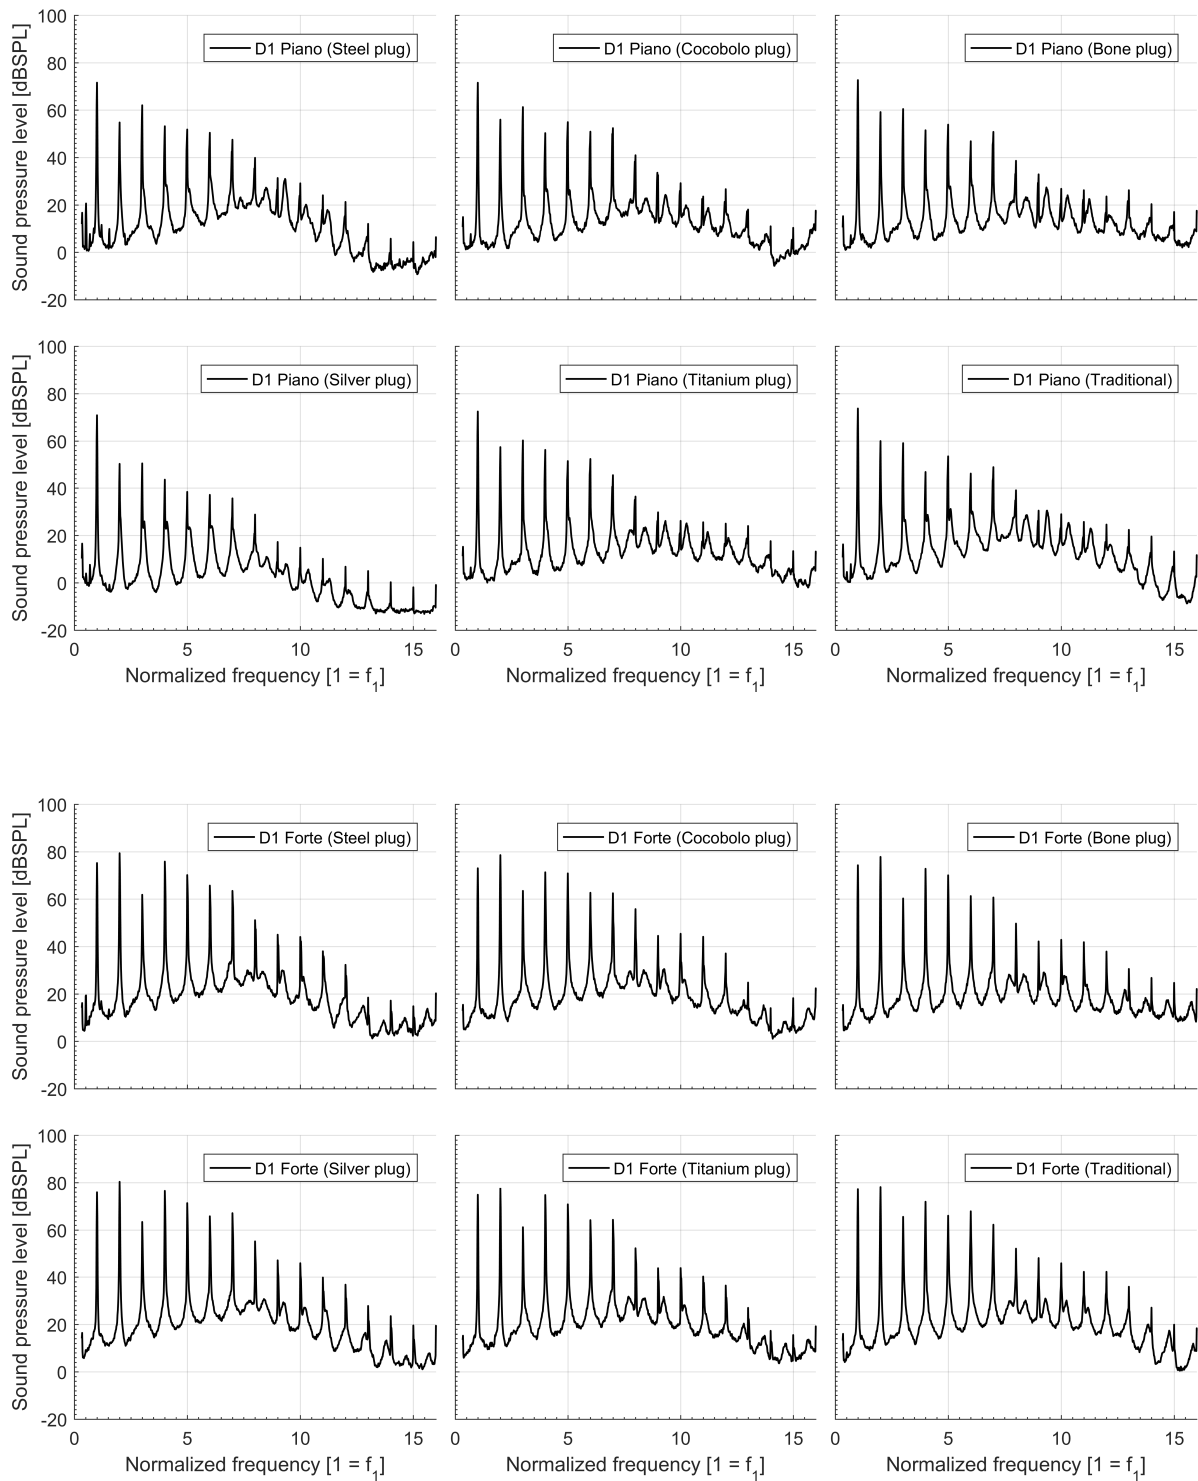 100
80
60
40
20
0
-20
Sound pressure level [dBSPL]
D1 Piano (Steel plug)
D1 Piano (Cocobolo plug)
D1 Piano (Bone plug)
100
80
60
40
20
0
-20
Sound pressure level [dBSPL]
D1 Piano (Silver plug)
D1 Piano (Titanium plug)
D1 Piano (Traditional)
0 5 10 15
0 5 10 15
0 5 10 15
Normalized frequency [1 = f1]
Normalized frequency [1 = f1]
Normalized frequency [1 = f1]
100
80
60
40
20
0
-20
Sound pressure level [dBSPL]
D1 Forte (Steel plug)
D1 Forte (Cocobolo plug)
D1 Forte (Bone plug)
100
80
60
40
20
0
-20
Sound pressure level [dBSPL]
D1 Forte (Silver plug)
D1 Forte (Titanium plug)
D1 Forte (Traditional)
0 5 10 15
0 5 10 15
0 5 10 15
Normalized frequency [1 = f1]
Normalized frequency [1 = f1]
Normalized frequency [1 = f1]